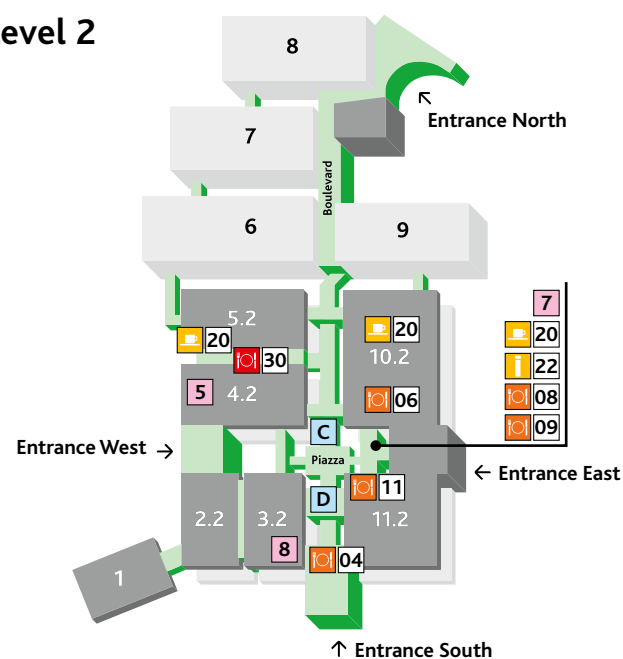 evel 2
8
Entrance North
7
Boulevard
6
9
7
5.2
20
20
20
30
10.2
22
5
4.2
06
08
09
C
Entrance West
Piazza
Entrance East
11
D
2.2
3.2
11.2
8
04
1
Entrance South